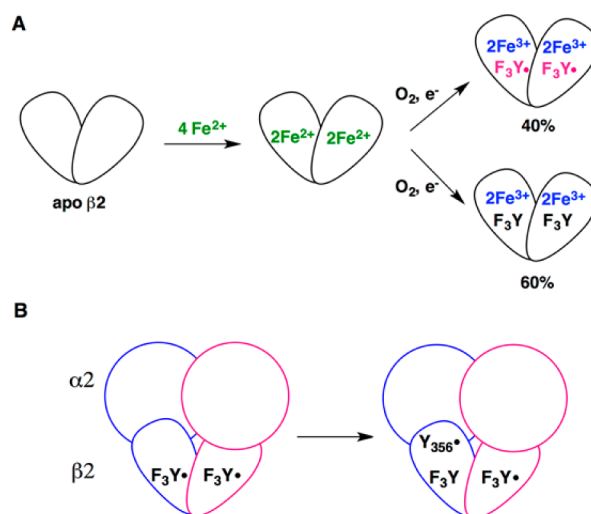 A
4 Fe²⁺
apo β2
2Fe²⁺ 2Fe²⁺
O₂, e⁻
O₂, e⁻
2Fe³⁺ 2Fe³⁺
F₃Y• F₃Y•
40%
2Fe³⁺ 2Fe³⁺
F₃Y F₃Y
60%
B
α2
β2
F₃Y• F₃Y•
Y₃₅₆•
F₃Y F₃Y•